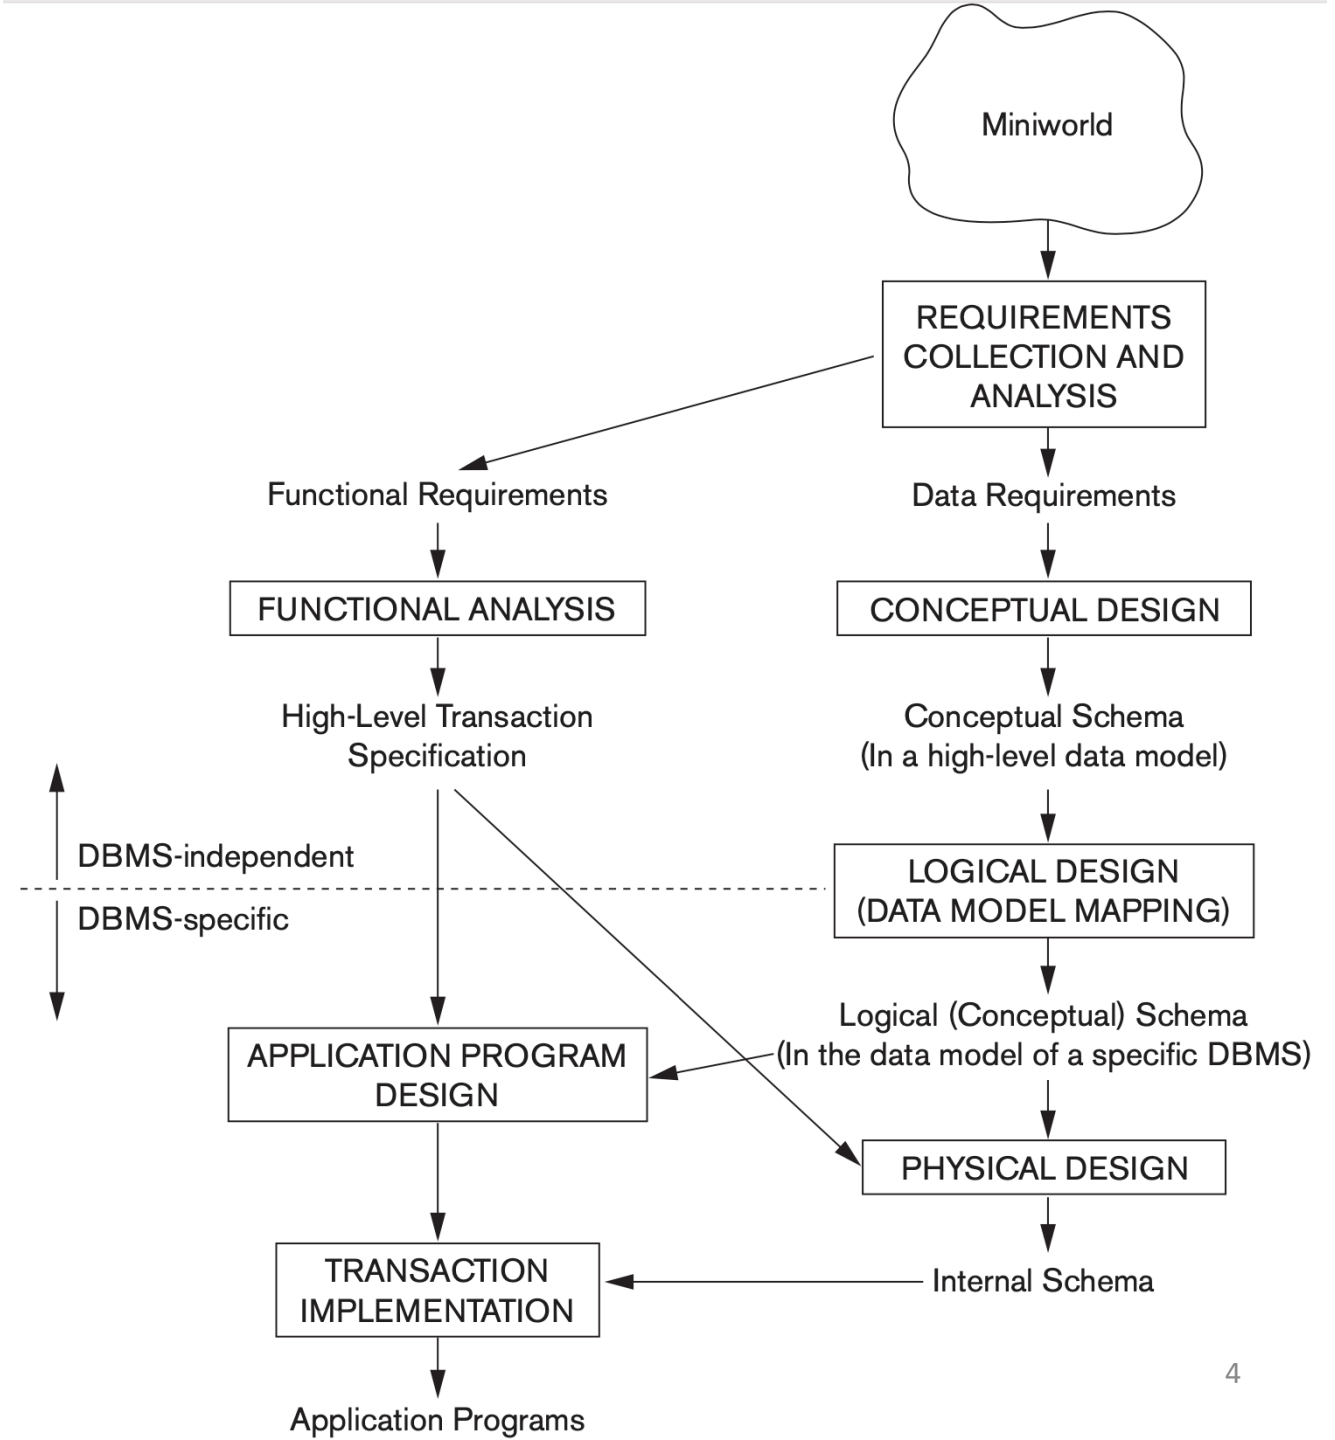 Miniworld
REQUIREMENTS
COLLECTION AND
ANALYSIS
Functional Requirements
Data Requirements
FUNCTIONAL ANALYSIS
CONCEPTUAL DESIGN
High-Level Transaction
Specification
Conceptual Schema
(In a high-level data model)
DBMS-independent
DBMS-specific
LOGICAL DESIGN
(DATA MODEL MAPPING)
Logical (Conceptual) Schema
(In the data model of a specific DBMS)
APPLICATION PROGRAM
DESIGN
PHYSICAL DESIGN
TRANSACTION
IMPLEMENTATION
Internal Schema
4
Application Programs